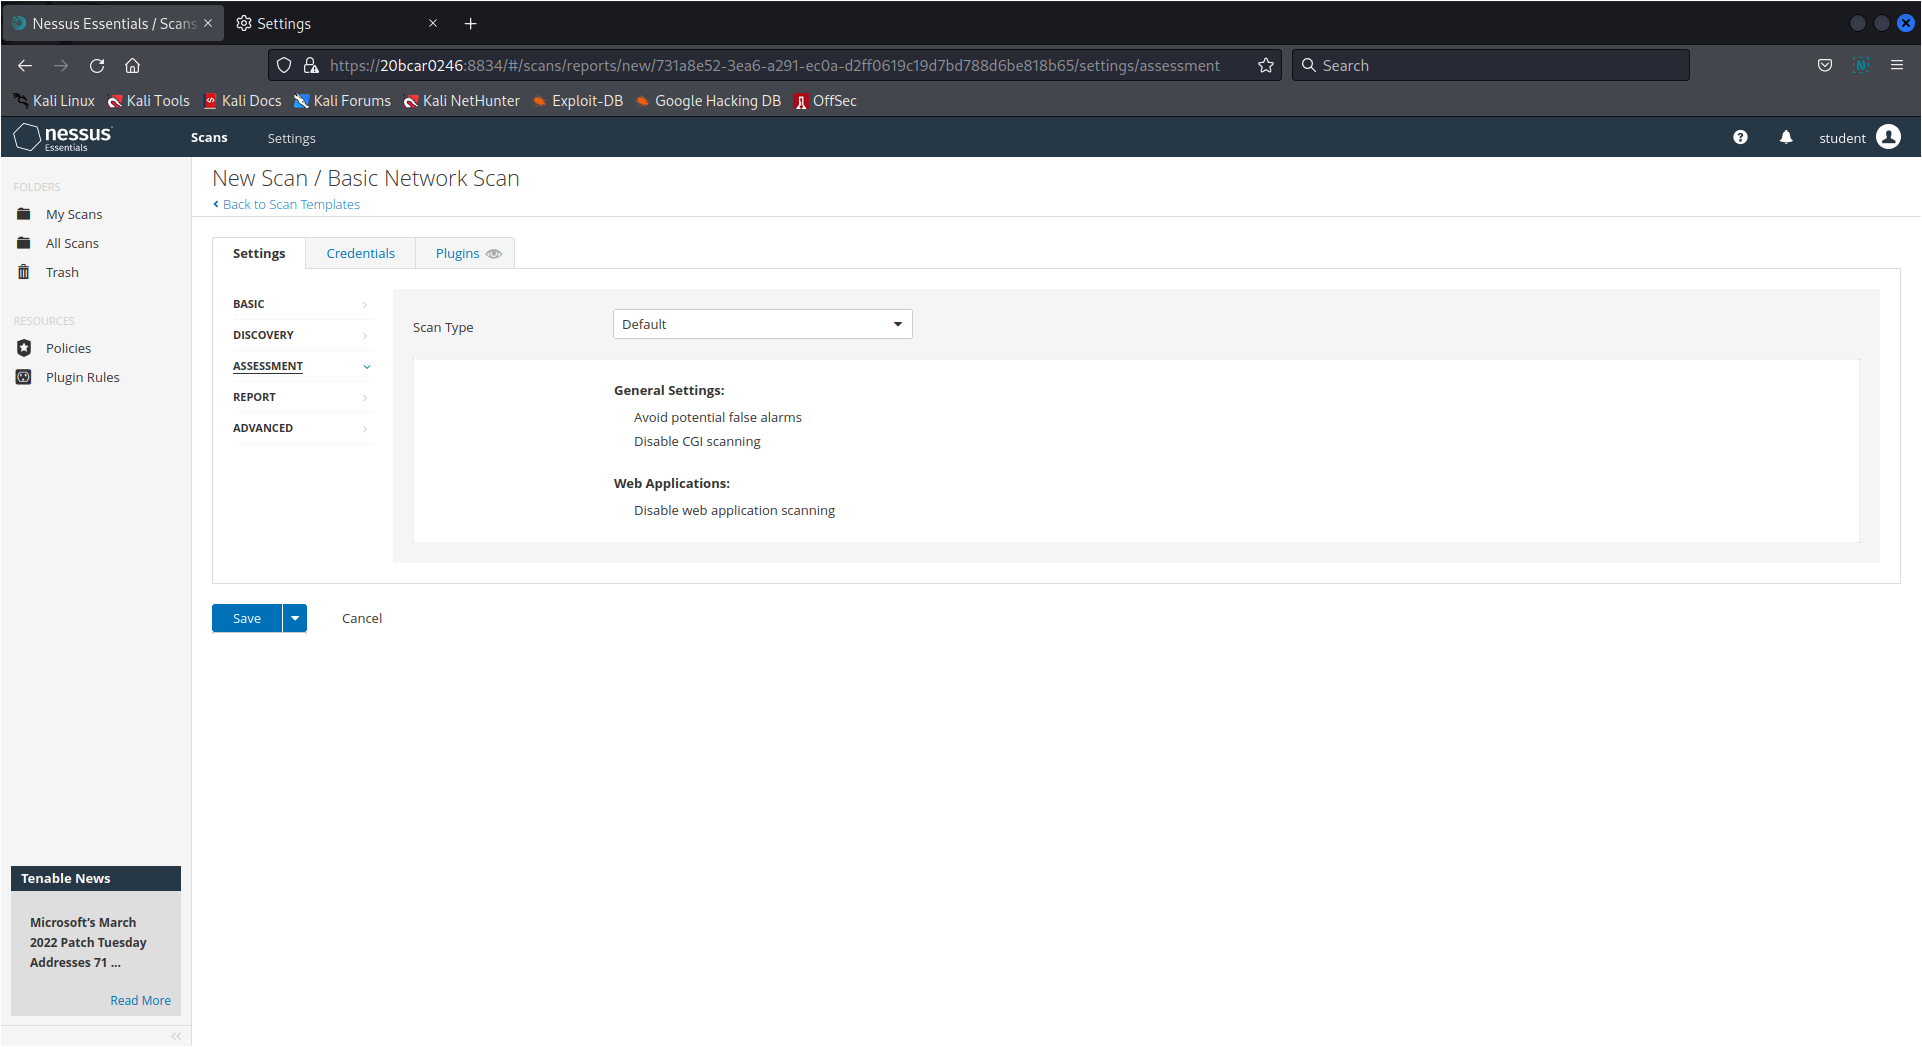 Nessus Essentials / Scans
Settings
https://20bcar0246:8834/#/scans/reports/new/731a8e52-3ea6-a291-ec0a-d2ff0619c19d7bd788d6be818b65/settings/assessment
Search
Kali Linux Kali Tools Kali Docs Kali Forums Kali NetHunter Exploit-DB Google Hacking DB OffSec
nessus
Essentials
Scans
Settings
student
FOLDERS
My Scans
All Scans
Trash
RESOURCES
Policies
Plugin Rules
New Scan / Basic Network Scan
Back to Scan Templates
Settings Credentials Plugins
BASIC
DISCOVERY
ASSESSMENT
REPORT
ADVANCED
Scan Type
Default
General Settings:
Avoid potential false alarms
Disable CGI scanning
Web Applications:
Disable web application scanning
Save
Cancel
Tenable News
Microsoft's March
2022 Patch Tuesday
Addresses 71 ...
Read More